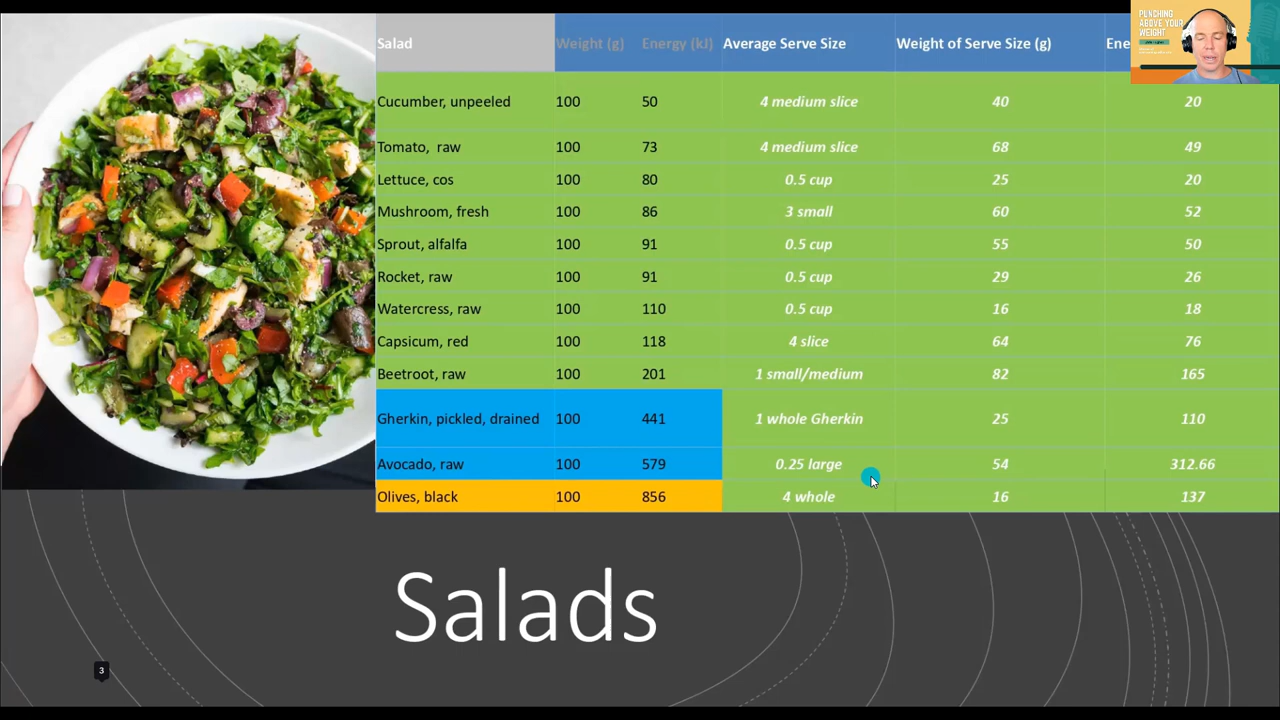 Salad Weight (g) Energy (kJ) Average Serve Size Weight of Serve Size (g) Ene
PUNCHING
ABOVE YOUR
WEIGHT
Cucumber, unpeeled 100 50 4 medium slice 40 20
Tomato, raw 100 73 4 medium slice 68 49
Lettuce, cos 100 80 0.5 cup 25 20
Mushroom, fresh 100 86 3 small 60 52
Sprout, alfalfa 100 91 0.5 cup 55 50
Rocket, raw 100 91 0.5 cup 29 26
Watercress, raw 100 110 0.5 cup 16 18
Capsicum, red 100 118 4 slice 64 76
Beetroot, raw 100 201 1 small/medium 82 165
Gherkin, pickled, drained 100 441 1 whole Gherkin 25 110
Avocado, raw 100 579 0.25 large 54 312.66
Olives, black 100 856 4 whole 16 137
Salads
3